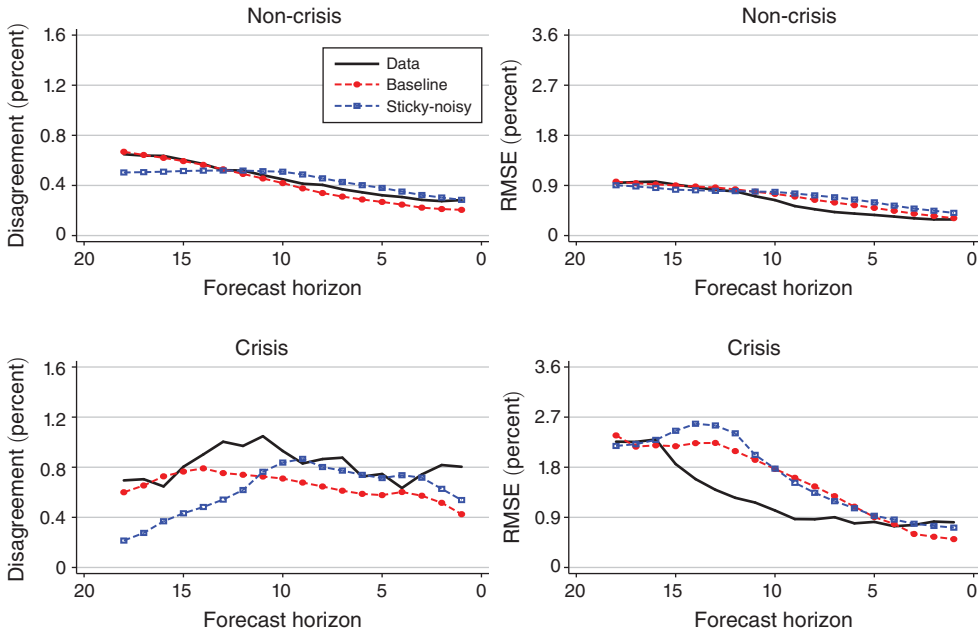 Non-crisis
Disagreement (percent)
1.6
1.2
0.8
0.4
0
20
15
10
5
0
Forecast horizon
Data
Baseline
Sticky-noisy
Non-crisis
RMSE (percent)
3.6
2.7
1.8
0.9
0
20
15
10
5
0
Forecast horizon
Crisis
Disagreement (percent)
1.6
1.2
0.8
0.4
0
20
15
10
5
0
Forecast horizon
Crisis
RMSE (percent)
3.6
2.7
1.8
0.9
0
20
15
10
5
0
Forecast horizon